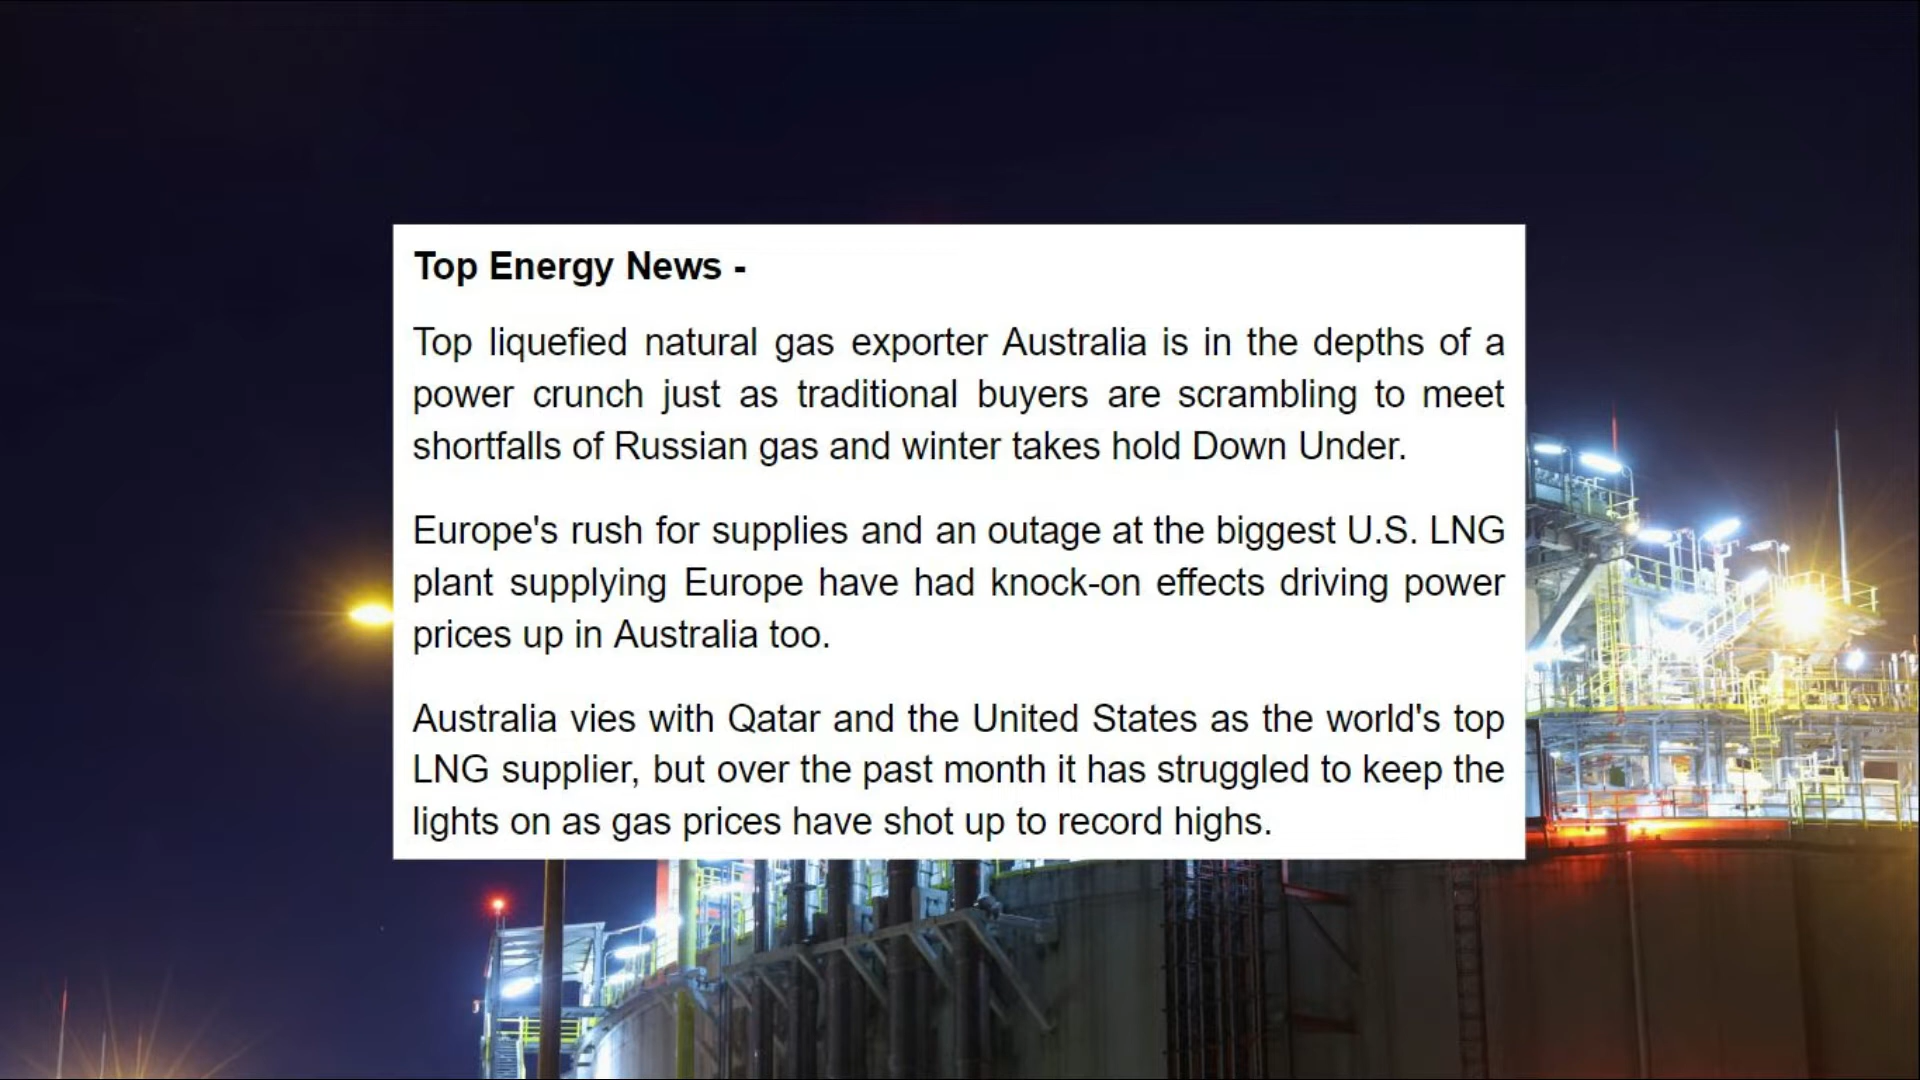 Top Energy News -
Top liquefied natural gas exporter Australia is in the depths of a
power crunch just as traditional buyers are scrambling to meet
shortfalls of Russian gas and winter takes hold Down Under.
Europe's rush for supplies and an outage at the biggest U.S. LNG
plant supplying Europe have had knock-on effects driving power
prices up in Australia too.
Australia vies with Qatar and the United States as the world's top
LNG supplier, but over the past month it has struggled to keep the
lights on as gas prices have shot up to record highs.